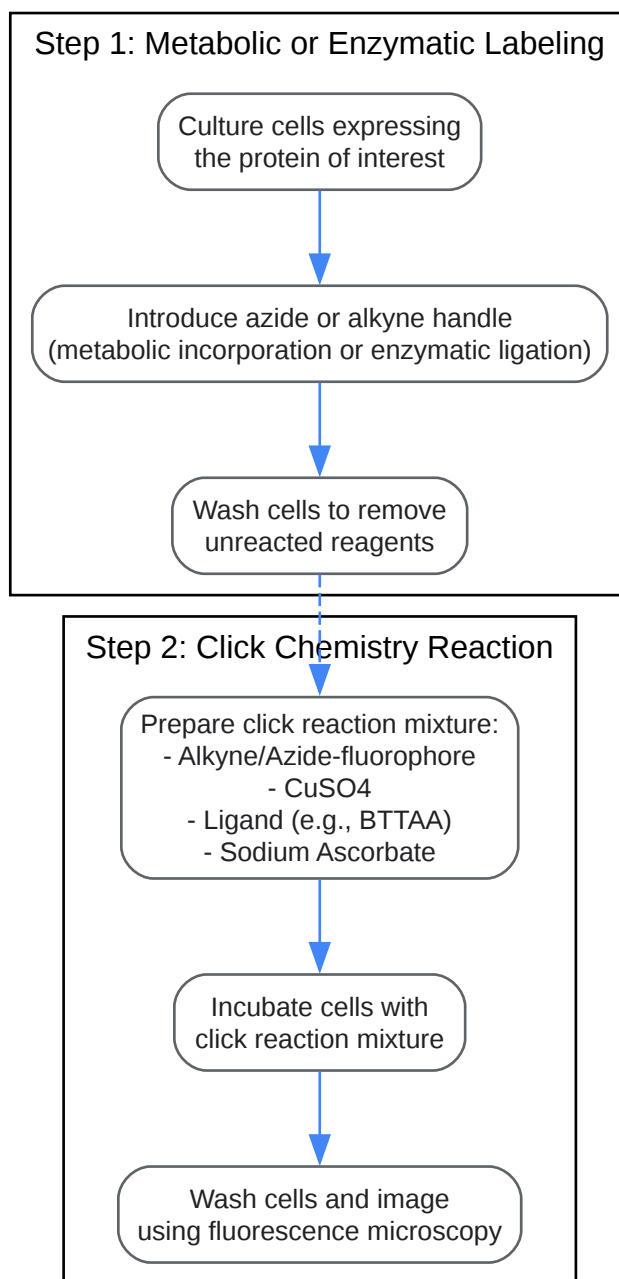 Step 1: Metabolic or Enzymatic Labeling
Culture cells expressing
the protein of interest
Introduce azide or alkyne handle
(metabolic incorporation or enzymatic ligation)
Wash cells to remove
unreacted reagents
Step 2: Click Chemistry Reaction
Prepare click reaction mixture:
- Alkyne/Azide-fluorophore
- CuSO4
- Ligand (e.g., BTTAA)
- Sodium Ascorbate
Incubate cells with
click reaction mixture
Wash cells and image
using fluorescence microscopy